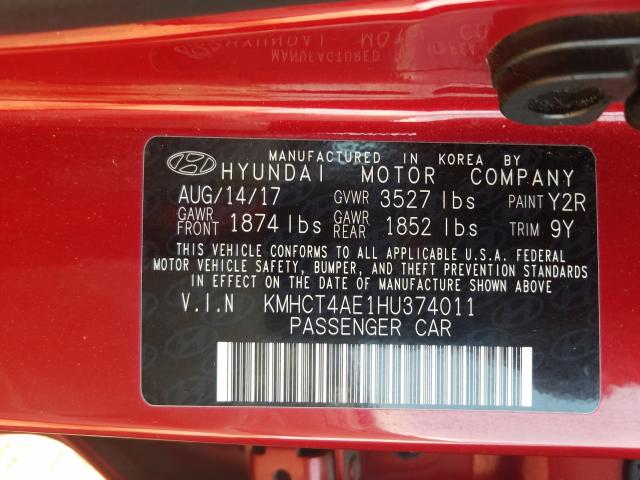 MANUFACTURED IN KOREA BY
HYUNDAI MOTOR COMPANY
AUG/14/17 GVWR 3527 lbs PAINT Y2R
GAWR FRONT 1874 lbs GAWR REAR 1852 lbs TRIM 9Y
THIS VEHICLE CONFORMS TO ALL APPLICABLE U.S.A. FEDERAL
MOTOR VEHICLE SAFETY, BUMPER, AND THEFT PREVENTION
STANDARDS IN EFFECT ON THE DATE OF MANUFACTURE SHOWN ABOVE.
V.I.N KMHCT4AE1HU374011
PASSENGER CAR